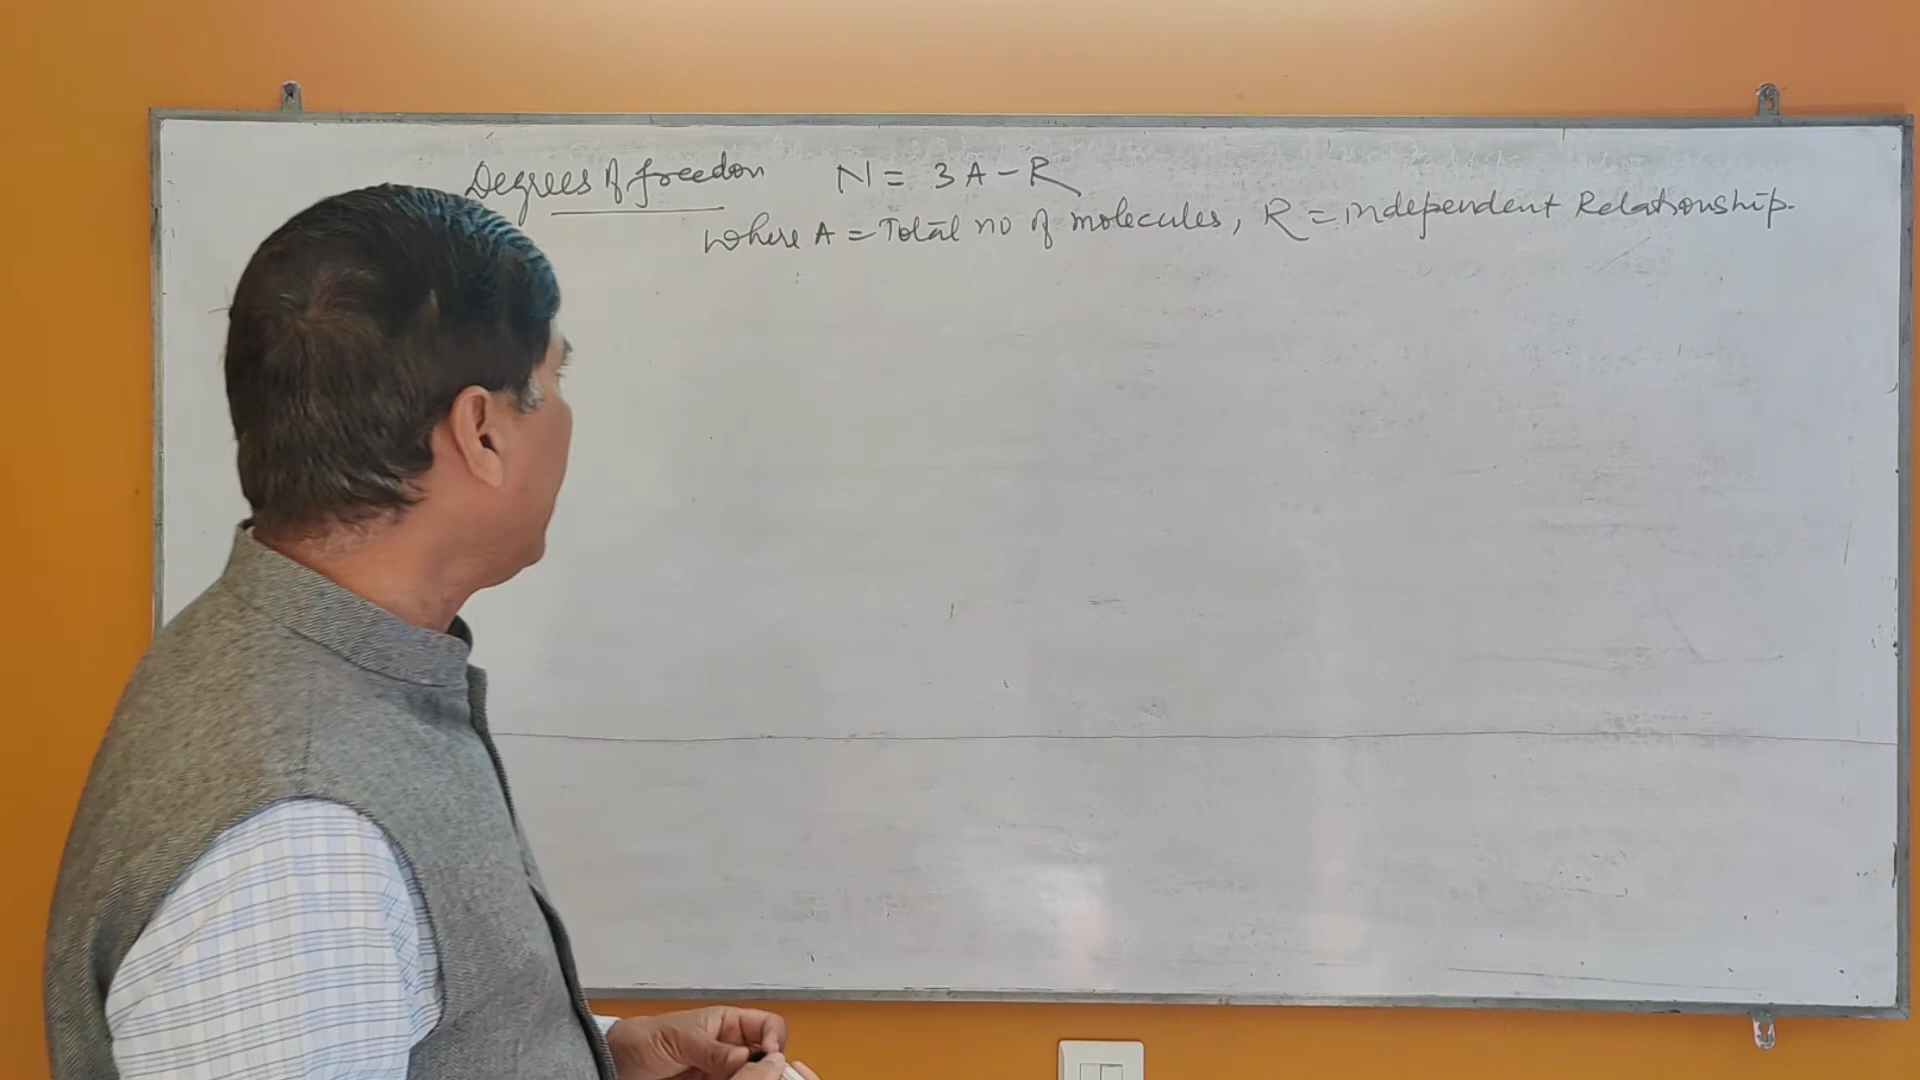 Degrees of freedom N = 3A - R
where A = Total no of molecules, R = independent Relationship.